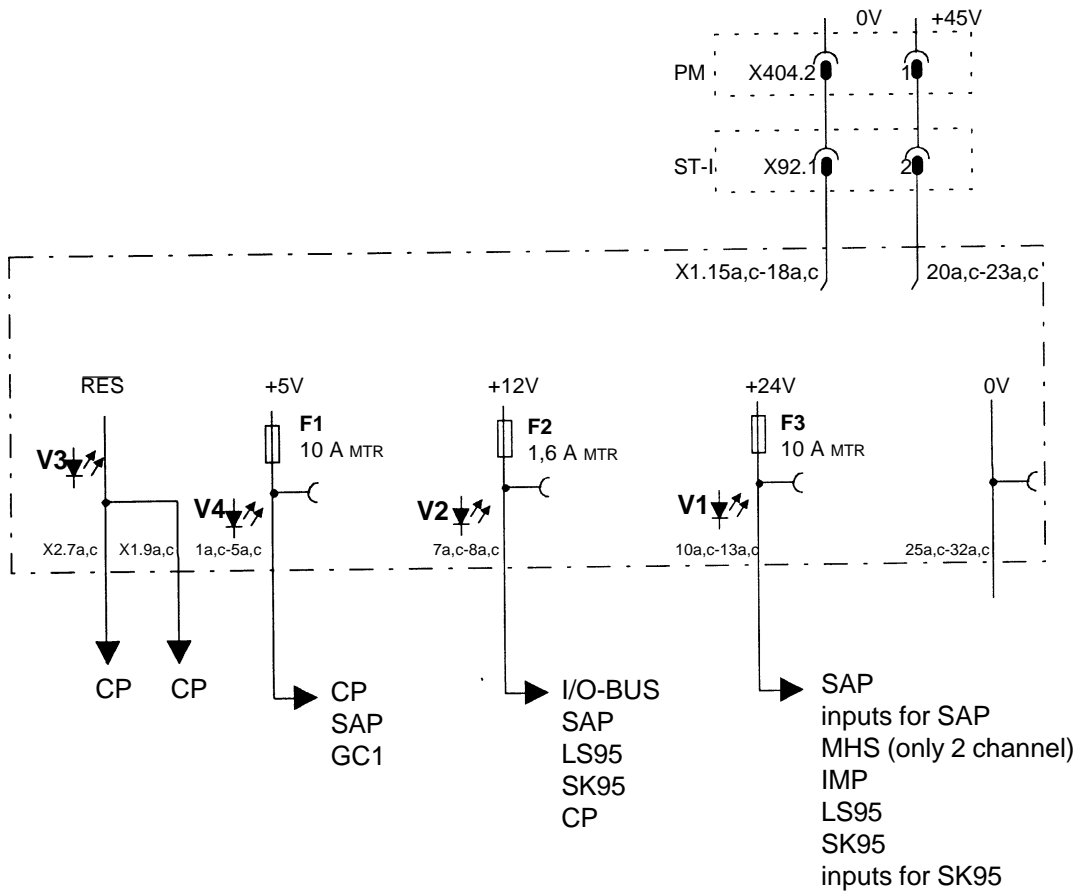 0V +45V
PM X404.2 1
ST-I X92.1 2
X1.15a,c-18a,c 20a,c-23a,c
RES +5V +12V +24V 0V
F1 F2 F3
10 A MTR 1,6 A MTR 10 A MTR
V3
V4 V2 V1
X2.7a,c X1.9a,c 1a,c-5a,c 7a,c-8a,c 10a,c-13a,c 25a,c-32a,c
CP CP
CP
SAP
GC1
I/O-BUS
SAP
LS95
SK95
CP
SAP
inputs for SAP
MHS (only 2 channel)
IMP
LS95
SK95
inputs for SK95